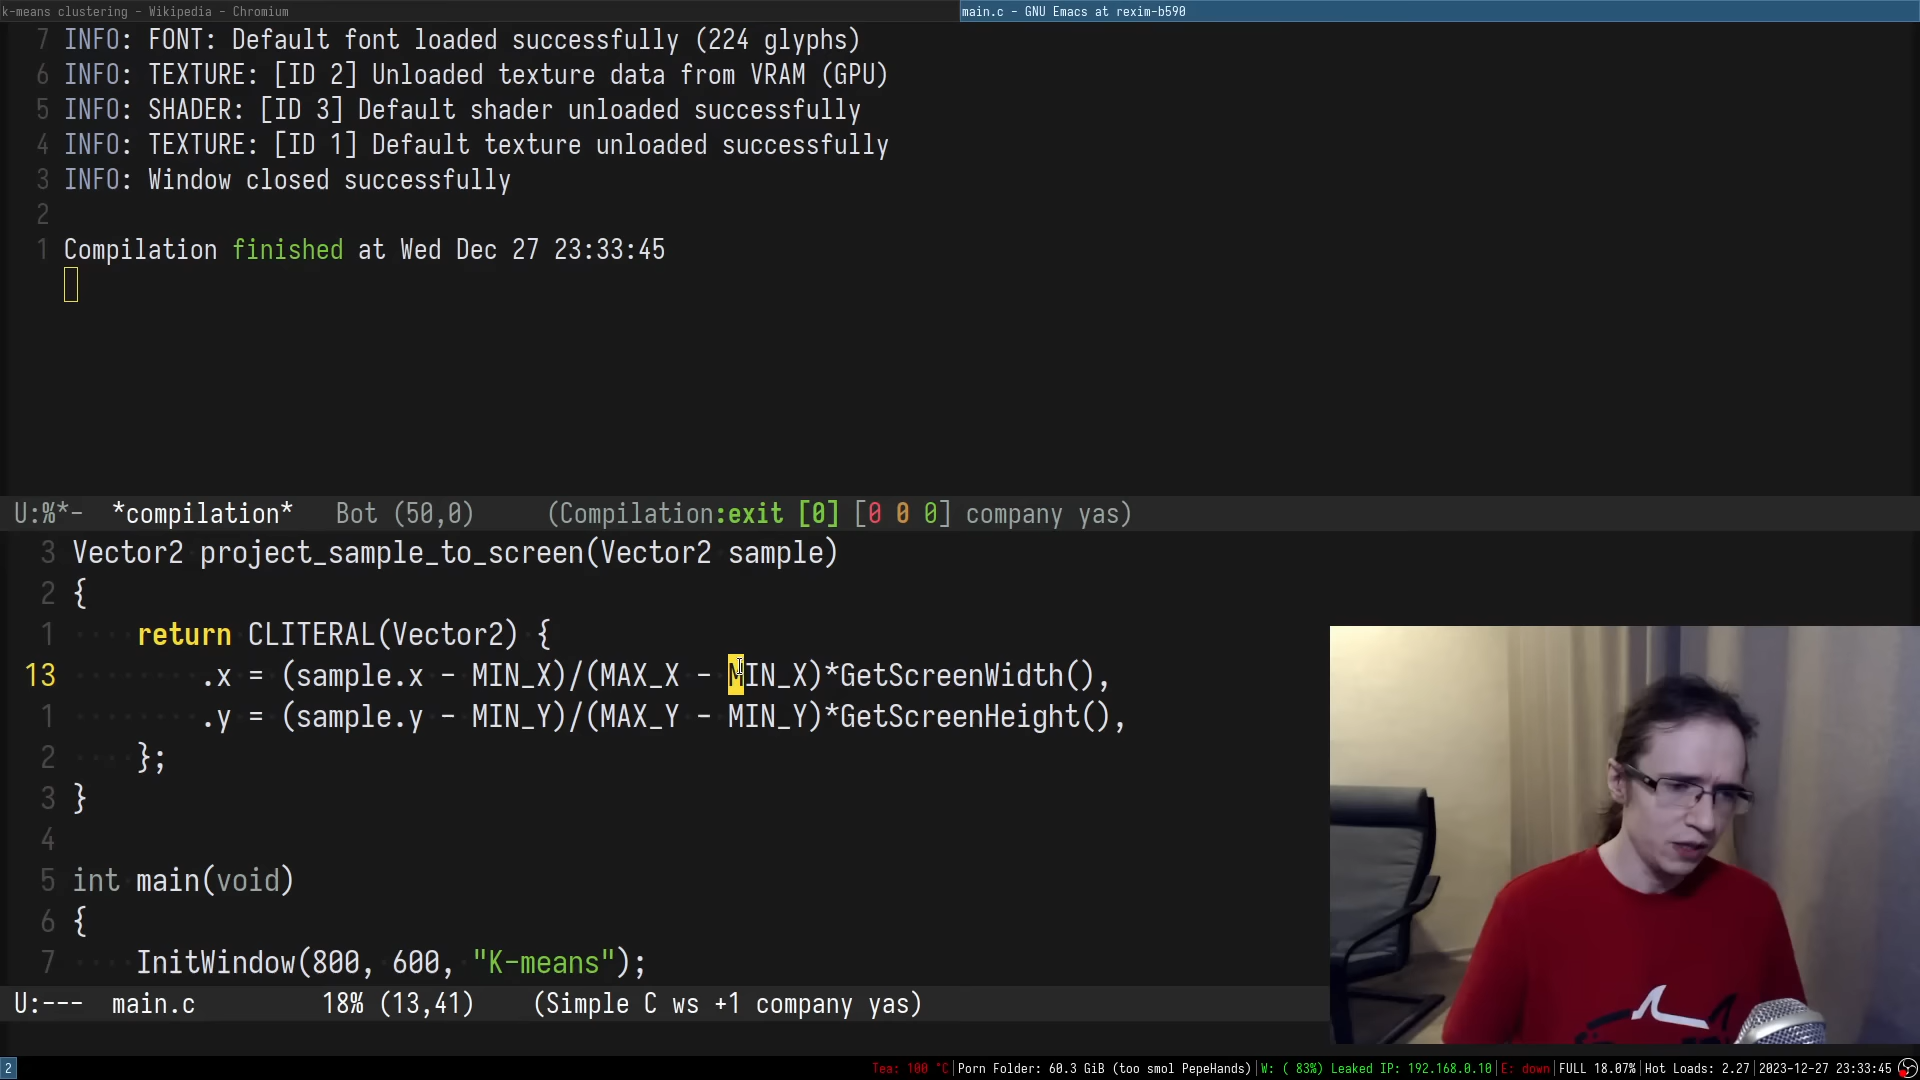 k-means clustering - Wikipedia - Chromium
main.c - GNU Emacs at rexim-b590
7 INFO: FONT: Default font loaded successfully (224 glyphs)
6 INFO: TEXTURE: [ID 2] Unloaded texture data from VRAM (GPU)
5 INFO: SHADER: [ID 3] Default shader unloaded successfully
4 INFO: TEXTURE: [ID 1] Default texture unloaded successfully
3 INFO: Window closed successfully
2
1 Compilation finished at Wed Dec 27 23:33:45
U:%*- *compilation* Bot (50,0) (Compilation:exit [0] [0 0 0] company yas)
3 Vector2 project_sample_to_screen(Vector2 sample)
2 {
1 return CLITERAL(Vector2) {
13 .x = (sample.x - MIN_X)/(MAX_X - MIN_X)*GetScreenWidth(),
1 .y = (sample.y - MIN_Y)/(MAX_Y - MIN_Y)*GetScreenHeight(),
2 };
3 }
4
5 int main(void)
6 {
7 InitWindow(800, 600, "K-means");
U:--- main.c 18% (13,41) (Simple C ws +1 company yas)
2 Tea: 100 °C|Porn Folder: 60.3 GiB (too smol PepeHands)|W: ( 83%) Leaked IP: 192.168.0.10|E: down|FULL 18.07%|Hot Loads: 2.27|2023-12-27 23:33:45